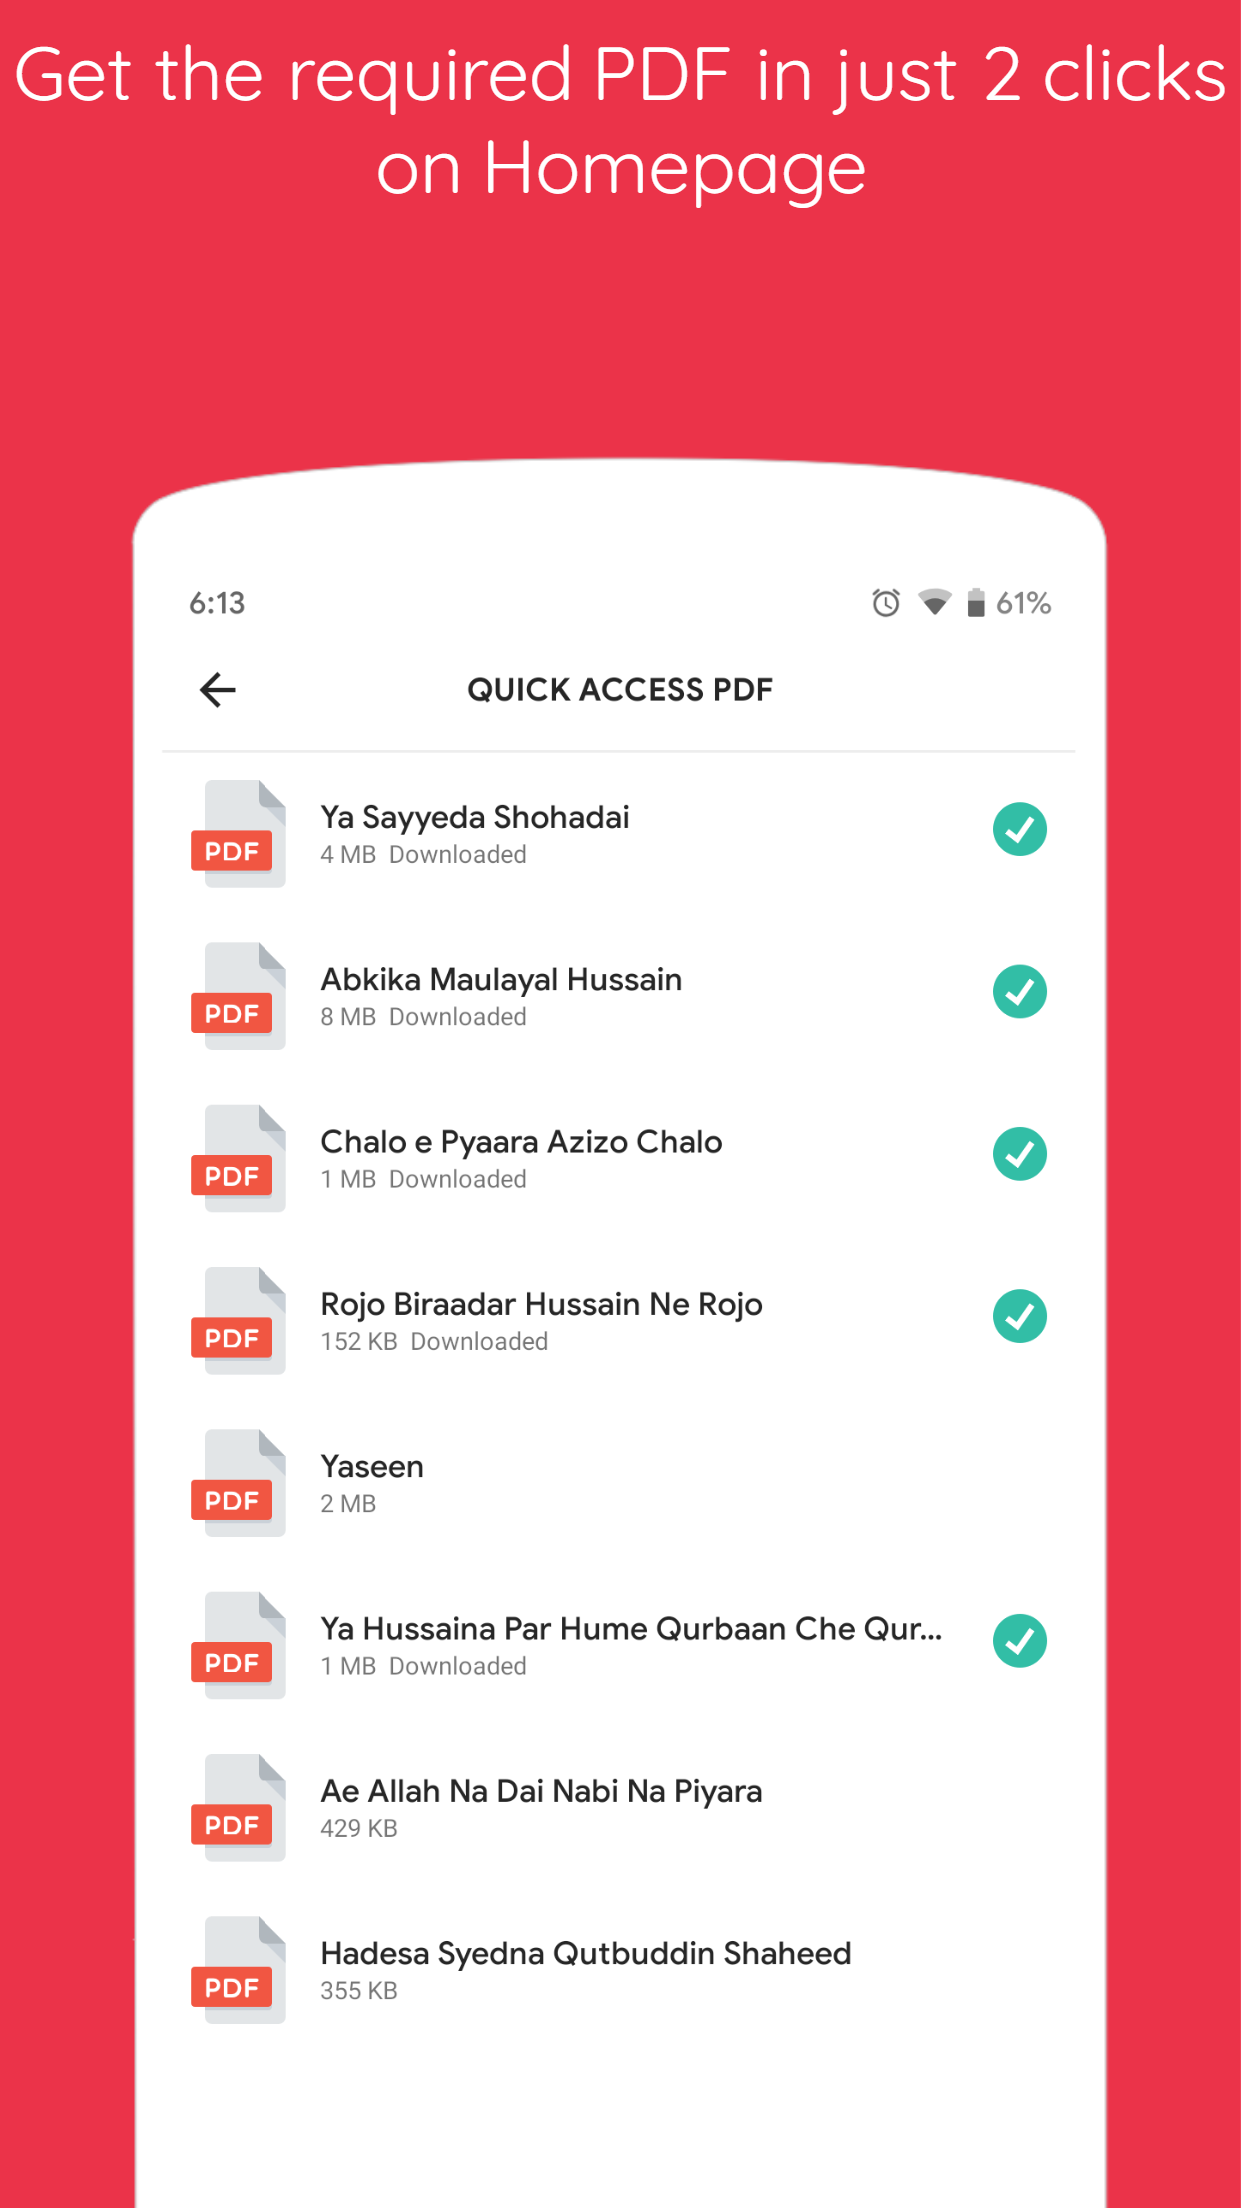 Get the required PDF in just 2 clicks
on Homepage
6:13
61%
QUICK ACCESS PDF
PDF
Ya Sayyeda Shohadai
4 MB Downloaded
PDF
Abkika Maulayal Hussain
8 MB Downloaded
PDF
Chalo e Pyaara Azizo Chalo
1 MB Downloaded
PDF
Rojo Biraadar Hussain Ne Rojo
152 KB Downloaded
PDF
Yaseen
2 MB
PDF
Ya Hussaina Par Hume Qurbaan Che Qur...
1 MB Downloaded
PDF
Ae Allah Na Dai Nabi Na Piyara
429 KB
PDF
Hadesa Syedna Qutbuddin Shaheed
355 KB